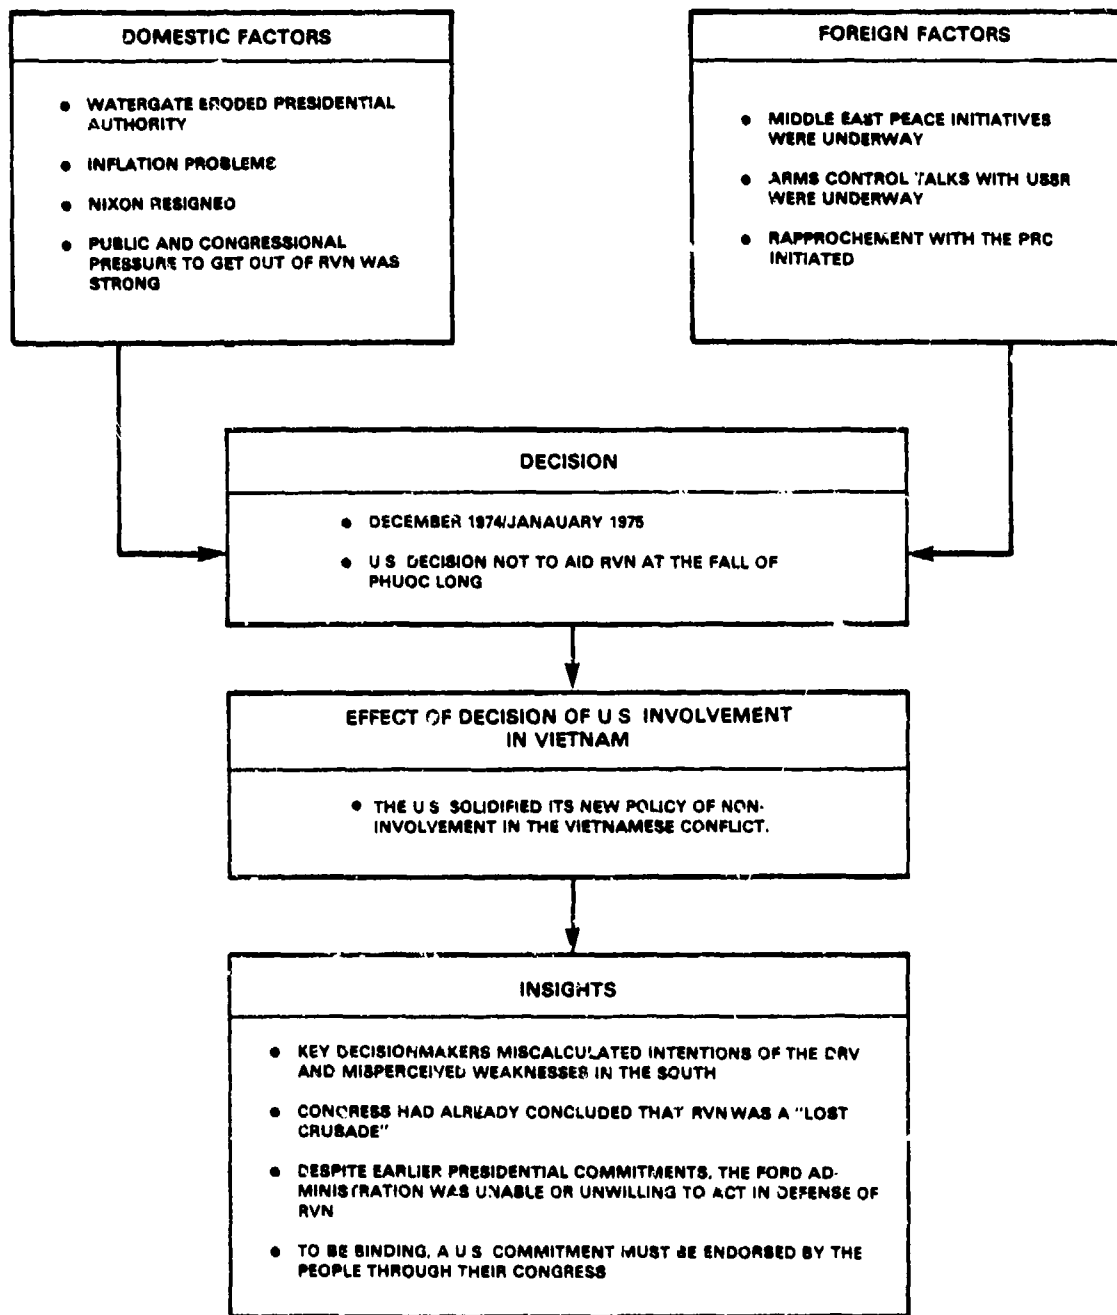 DOMESTIC FACTORS
• WATERGATE ERODED PRESIDENTIAL
AUTHORITY
• INFLATION PROBLEMS
• NIXON RESIGNED
• PUBLIC AND CONGRESSIONAL
PRESSURE TO GET OUT OF RVN WAS
STRONG
FOREIGN FACTORS
• MIDDLE EAST PEACE INITIATIVES
WERE UNDERWAY
• ARMS CONTROL TALKS WITH USSR
WERE UNDERWAY
• RAPPROCHEMENT WITH THE PRC
INITIATED
DECISION
• DECEMBER 1974/JANAUARY 1975
• U S DECISION NOT TO AID RVN AT THE FALL OF
PHUOC LONG
EFFECT OF DECISION OF U S INVOLVEMENT
IN VIETNAM
• THE U S SOLIDIFIED ITS NEW POLICY OF NON-
INVOLVEMENT IN THE VIETNAMESE CONFLICT.
INSIGHTS
• KEY DECISIONMAKERS MISCALCULATED INTENTIONS OF THE DRV
AND MISPERCEIVED WEAKNESSES IN THE SOUTH
• CONGRESS HAD ALREADY CONCLUDED THAT RVN WAS A "LOST
CRUSADE"
• DESPITE EARLIER PRESIDENTIAL COMMITMENTS, THE FORD AD-
MINISTRATION WAS UNABLE OR UNWILLING TO ACT IN DEFENSE OF
RVN
• TO BE BINDING, A U S COMMITMENT MUST BE ENDORSED BY THE
PEOPLE THROUGH THEIR CONGRESS